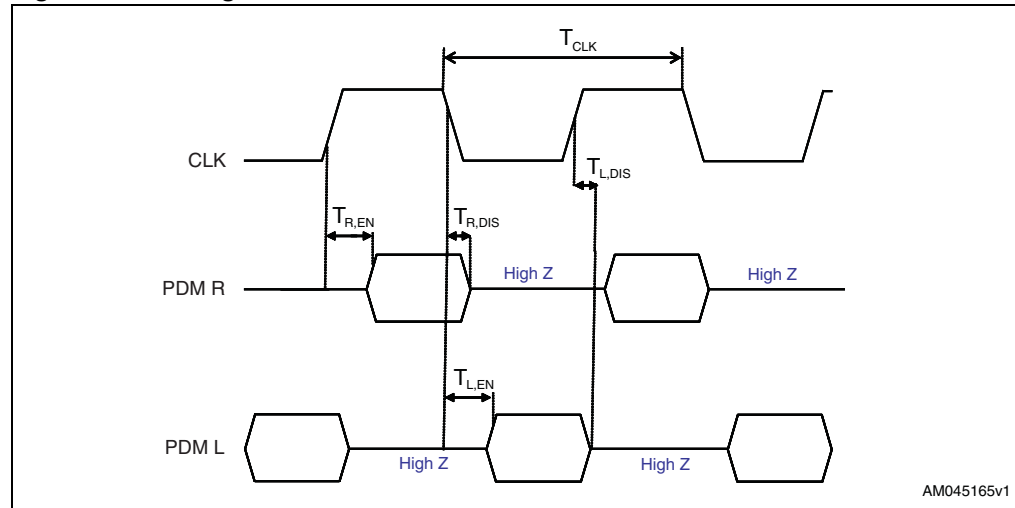 T_CLK
CLK
T_L,DIS
T_R,EN
T_R,DIS
PDM R
High Z
High Z
T_L,EN
PDM L
High Z
High Z
AM045165v1